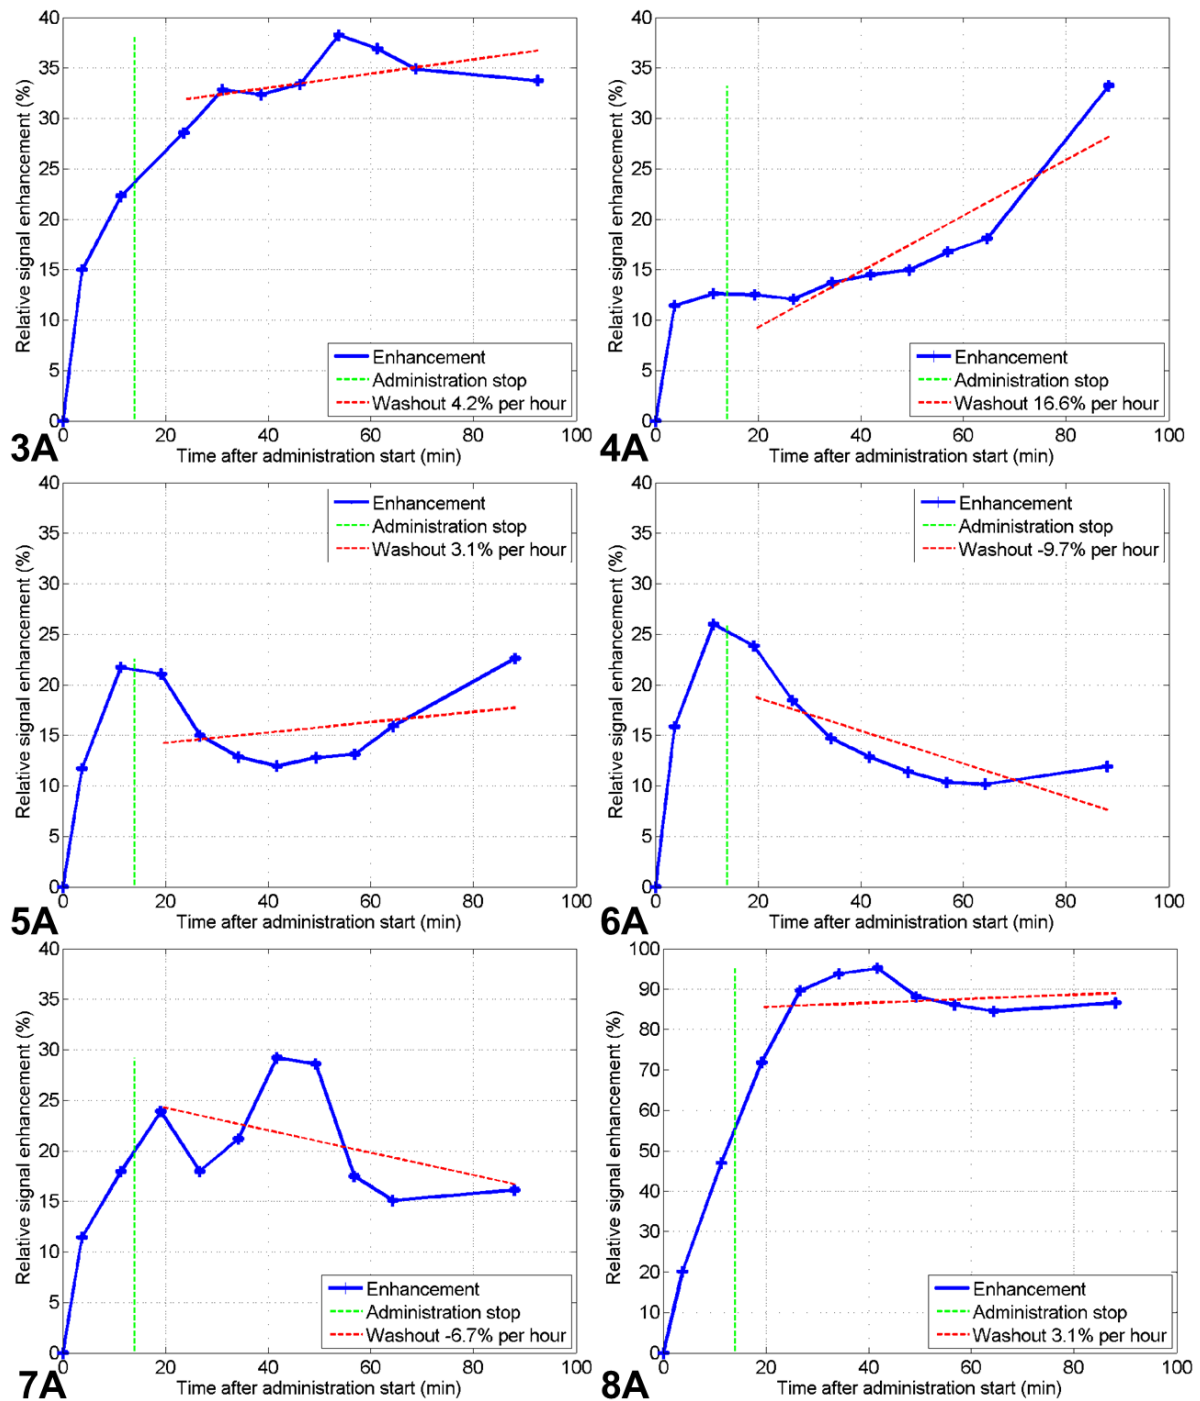 40
35
30
25
20
15
10
5
0
Relative signal enhancement (%)
Enhancement
Administration stop
Washout 4.2% per hour
0 20 40 60 80 100
Time after administration start (min)
3A
40
35
30
25
20
15
10
5
0
Relative signal enhancement (%)
Enhancement
Administration stop
Washout 16.6% per hour
0 20 40 60 80 100
Time after administration start (min)
4A
40
35
30
25
20
15
10
5
0
Relative signal enhancement (%)
Enhancement
Administration stop
Washout 3.1% per hour
0 20 40 60 80 100
Time after administration start (min)
5A
40
35
30
25
20
15
10
5
0
Relative signal enhancement (%)
Enhancement
Administration stop
Washout -9.7% per hour
0 20 40 60 80 100
Time after administration start (min)
6A
40
35
30
25
20
15
10
5
0
Relative signal enhancement (%)
Enhancement
Administration stop
Washout -6.7% per hour
0 20 40 60 80 100
Time after administration start (min)
7A
100
90
80
70
60
50
40
30
20
10
0
Relative signal enhancement (%)
Enhancement
Administration stop
Washout 3.1% per hour
0 20 40 60 80 100
Time after administration start (min)
8A